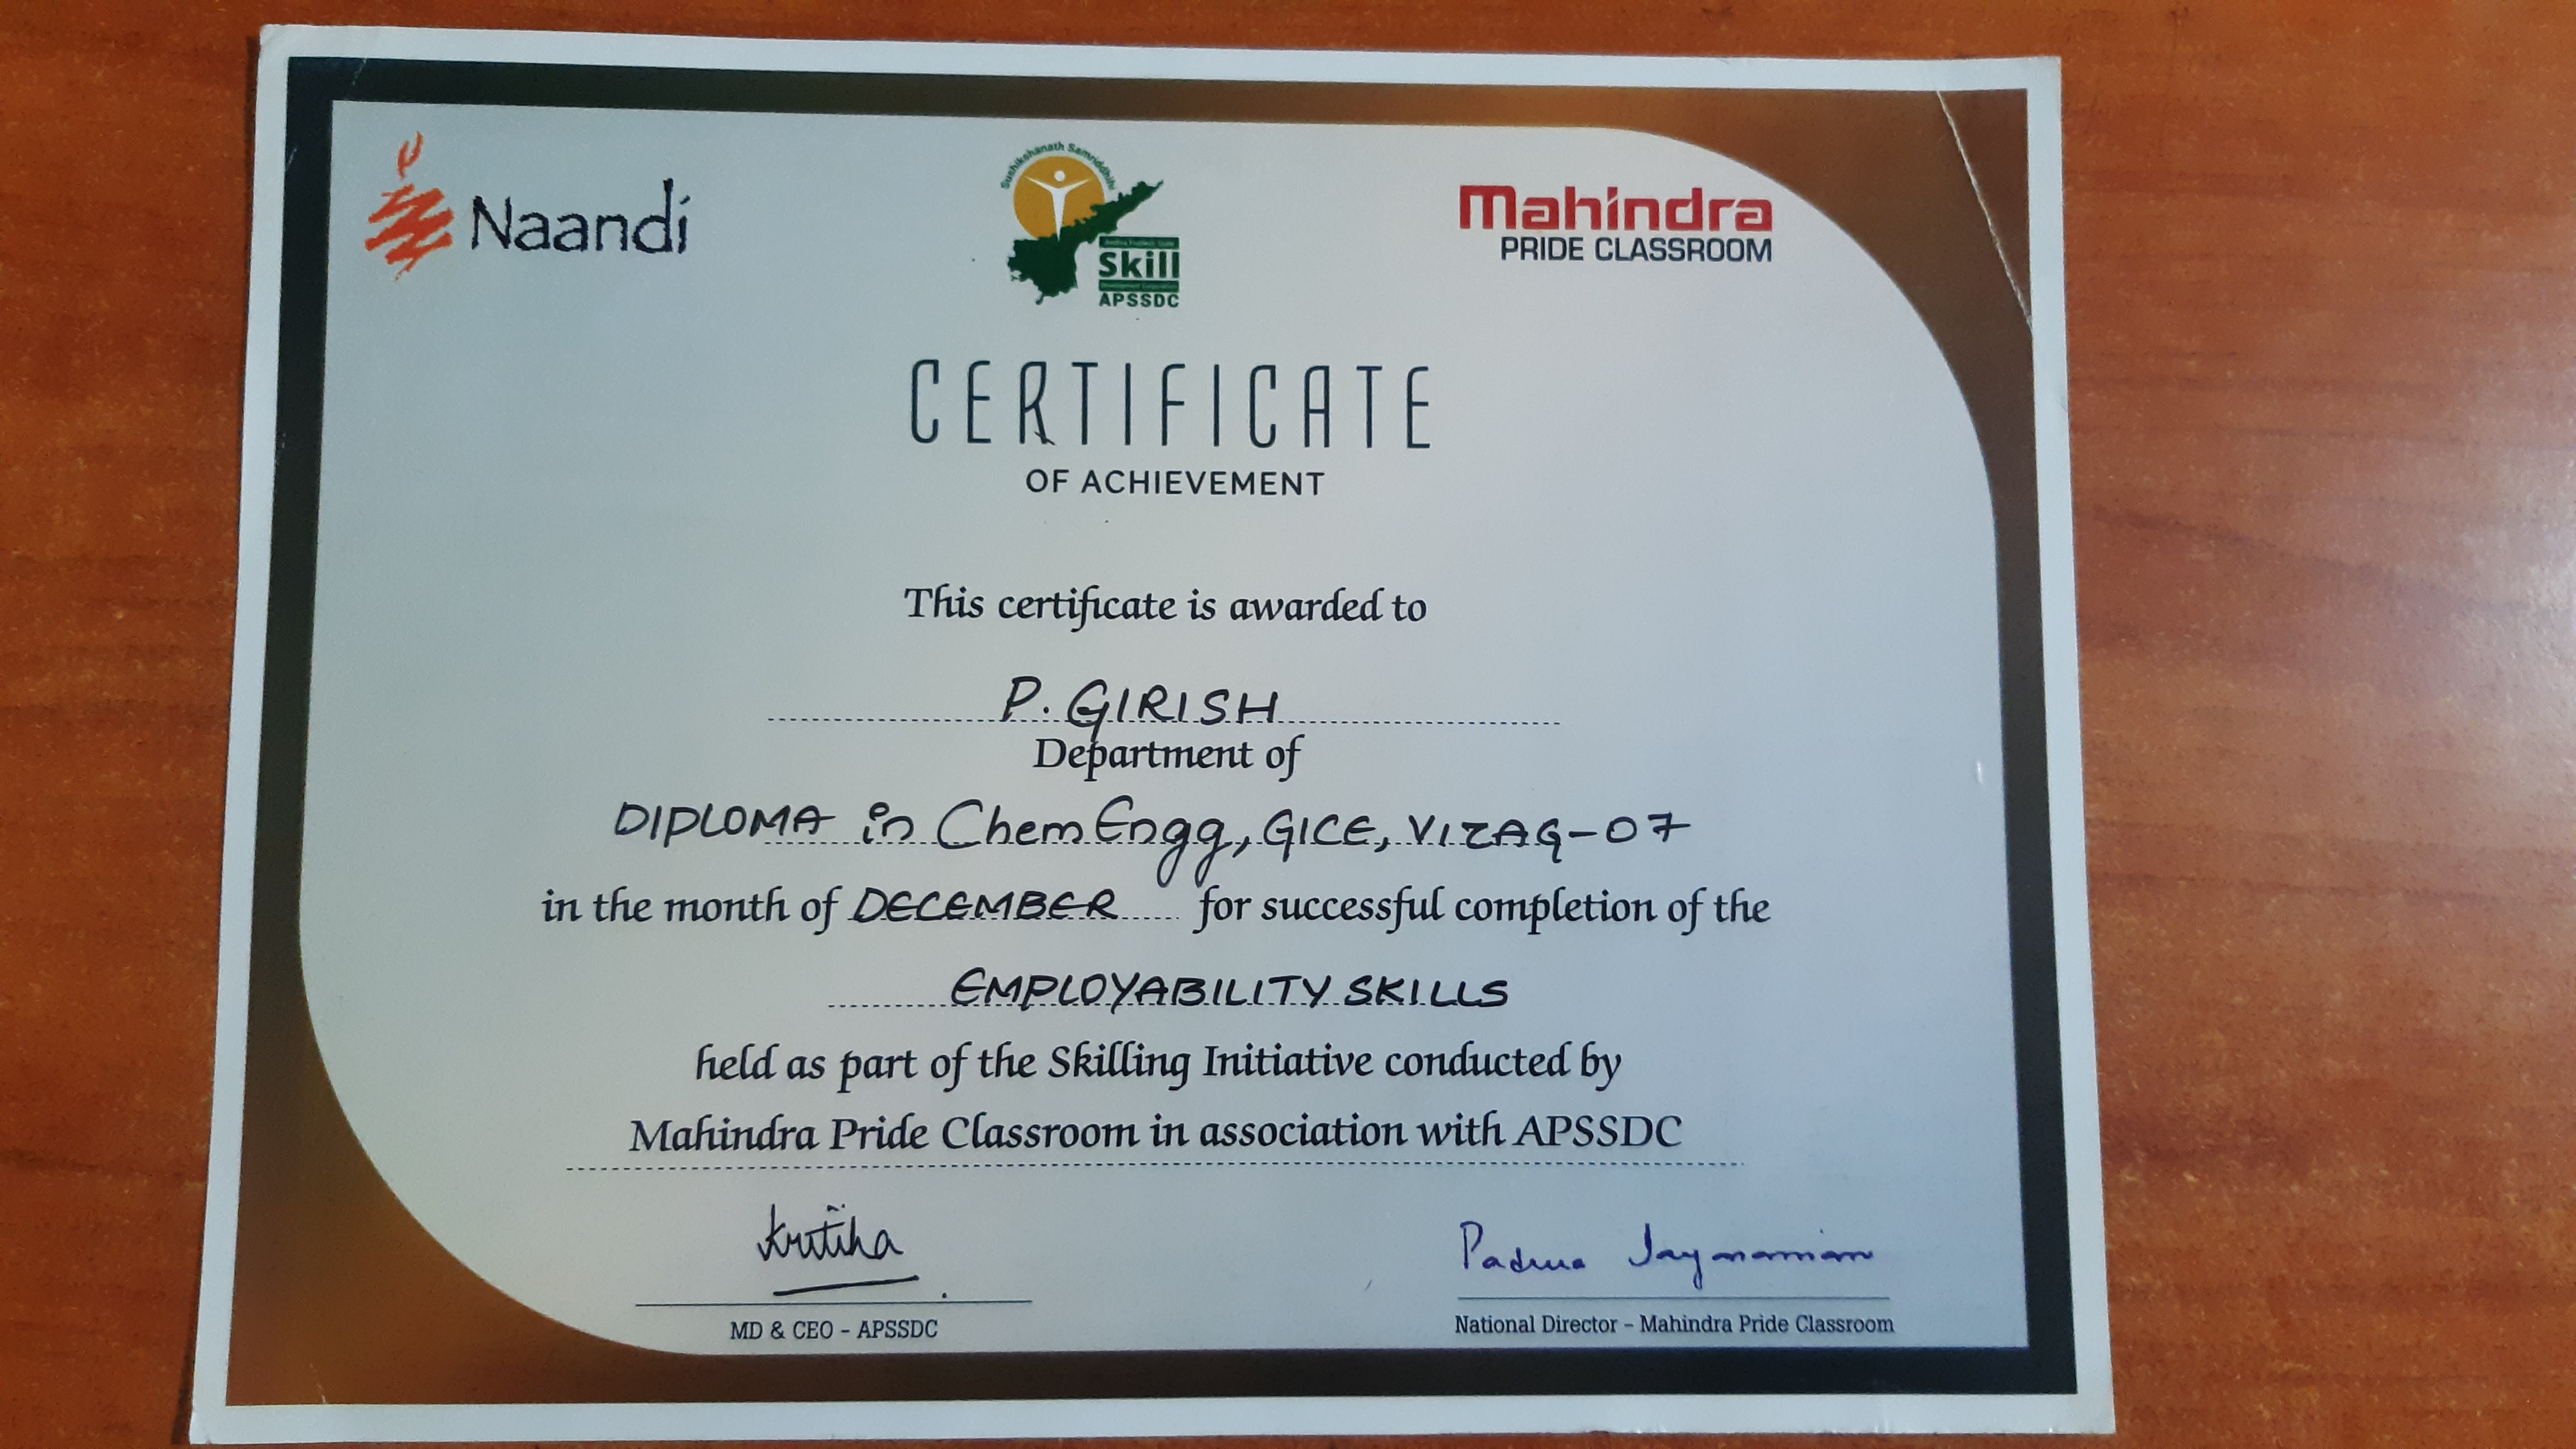 Naandi
Sushikshanath Samruddhihi
Skill
APSSDC
mahindra
PRIDE CLASSROOM
CERTIFICATE
OF ACHIEVEMENT
This certificate is awarded to
P. GIRISH
Department of
DIPLOMA in Chem Engg, GICE, VIZAG-07
in the month of DECEMBER for successful completion of the
EMPLOYABILITY SKILLS
held as part of the Skilling Initiative conducted by
Mahindra Pride Classroom in association with APSSDC
Padma Jayaraman
MD & CEO - APSSDC
National Director - Mahindra Pride Classroom